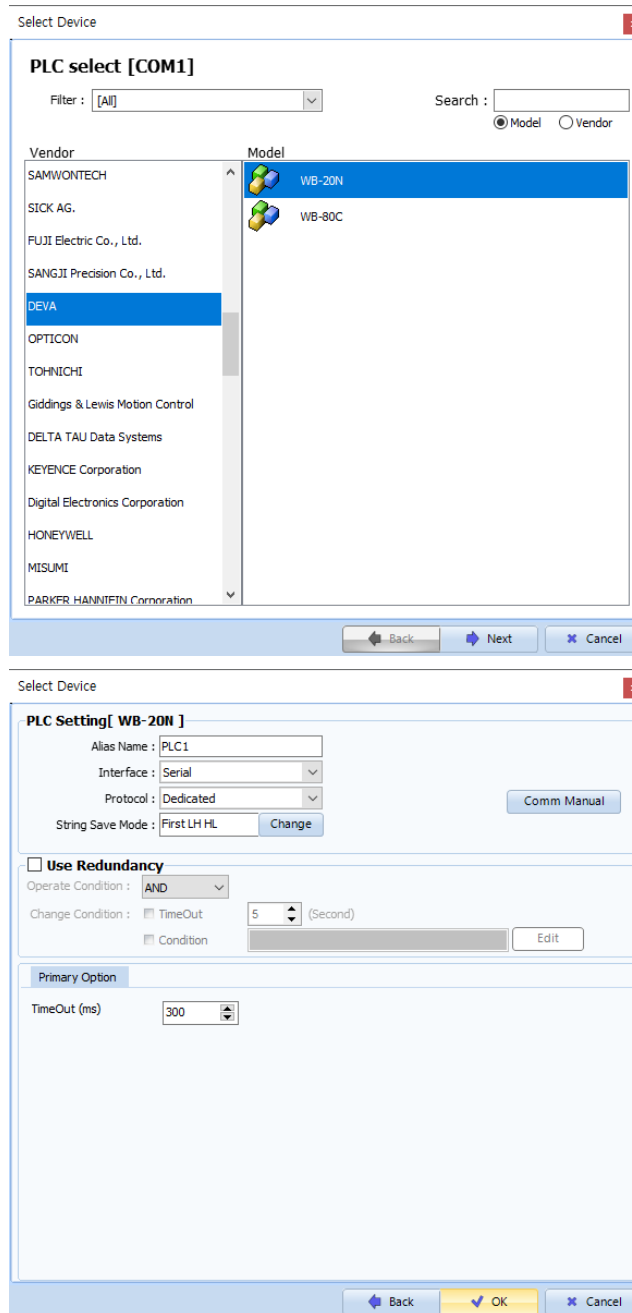 Select Device
PLC select [COM1]
Filter : [All] Search :
Model Vendor
Vendor Model
SAMWONTECH
SICK AG.
FUJI Electric Co., Ltd.
SANGJI Precision Co., Ltd.
DEVA
OPTICON
TOHNICHI
Giddings & Lewis Motion Control
DELTA TAU Data Systems
KEYENCE Corporation
Digital Electronics Corporation
HONEYWELL
MISUMI
PARKER HANNIFIN Corporation
WB-20N
WB-80C
Back Next Cancel
Select Device
PLC Setting[ WB-20N ]
Alias Name : PLC1
Interface : Serial
Protocol : Dedicated Comm Manual
String Save Mode : First LH HL Change
Use Redundancy
Operate Condition : AND
Change Condition : TimeOut 5 (Second)
Condition Edit
Primary Option
TimeOut (ms) 300
Back OK Cancel